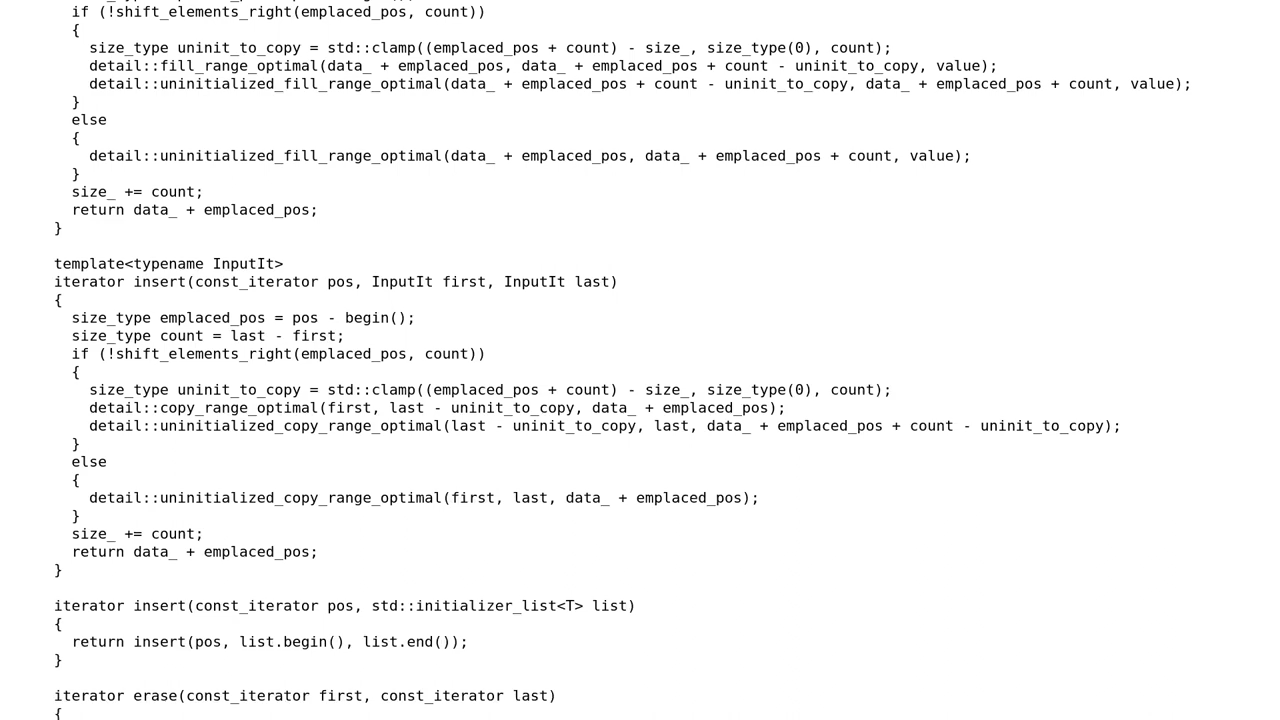 if (!shift_elements_right(emplaced_pos, count))
{
size_type uninit_to_copy = std::clamp((emplaced_pos + count) - size_, size_type(0), count);
detail::fill_range_optimal(data_ + emplaced_pos, data_ + emplaced_pos + count - uninit_to_copy, value);
detail::uninitialized_fill_range_optimal(data_ + emplaced_pos + count - uninit_to_copy, data_ + emplaced_pos + count, value);
}
else
{
detail::uninitialized_fill_range_optimal(data_ + emplaced_pos, data_ + emplaced_pos + count, value);
}
size_ += count;
return data_ + emplaced_pos;
}
template<typename InputIt>
iterator insert(const_iterator pos, InputIt first, InputIt last)
{
size_type emplaced_pos = pos - begin();
size_type count = last - first;
if (!shift_elements_right(emplaced_pos, count))
{
size_type uninit_to_copy = std::clamp((emplaced_pos + count) - size_, size_type(0), count);
detail::copy_range_optimal(first, last - uninit_to_copy, data_ + emplaced_pos);
detail::uninitialized_copy_range_optimal(last - uninit_to_copy, last, data_ + emplaced_pos + count - uninit_to_copy);
}
else
{
detail::uninitialized_copy_range_optimal(first, last, data_ + emplaced_pos);
}
size_ += count;
return data_ + emplaced_pos;
}
iterator insert(const_iterator pos, std::initializer_list<T> list)
{
return insert(pos, list.begin(), list.end());
}
iterator erase(const_iterator first, const_iterator last)
{